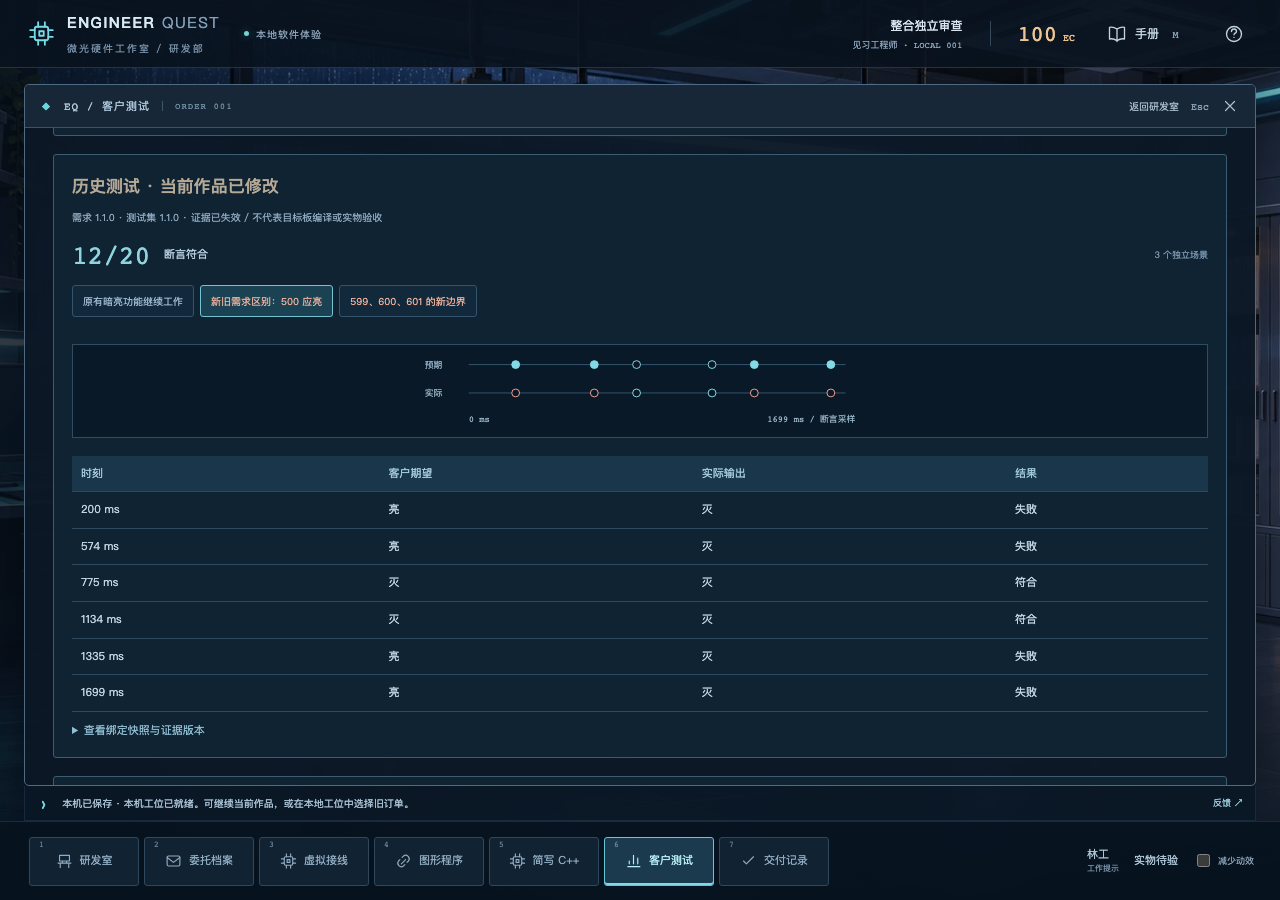 ENGINEER QUEST
微光硬件工作室 / 研发部
本地软件体验
整合独立审查
见习工程师 · LOCAL 001
100 EC
手册 M
EQ / 客户测试 | ORDER 001
返回研发室 Esc
历史测试 · 当前作品已修改
需求 1.1.0 · 测试集 1.1.0 · 证据已失效 / 不代表目标板编译或实物验收
12/20 断言符合
3 个独立场景
原有暗亮功能继续工作
新旧需求区别：500 应亮
599、600、601 的新边界
预期
实际
0 ms
1699 ms / 断言采样
时刻 客户期望 实际输出 结果
200 ms 亮 灭 失败
574 ms 亮 灭 失败
775 ms 灭 灭 符合
1134 ms 灭 灭 符合
1335 ms 亮 灭 失败
1699 ms 亮 灭 失败
查看绑定快照与证据版本
本机已保存 · 本机工位已就绪。可继续当前作品，或在本地工位中选择旧订单。
反馈 ↗
1 研发室
2 委托档案
3 虚拟接线
4 图形程序
5 简写 C++
6 客户测试
7 交付记录
林工
工作提示
实物待验
减少动效